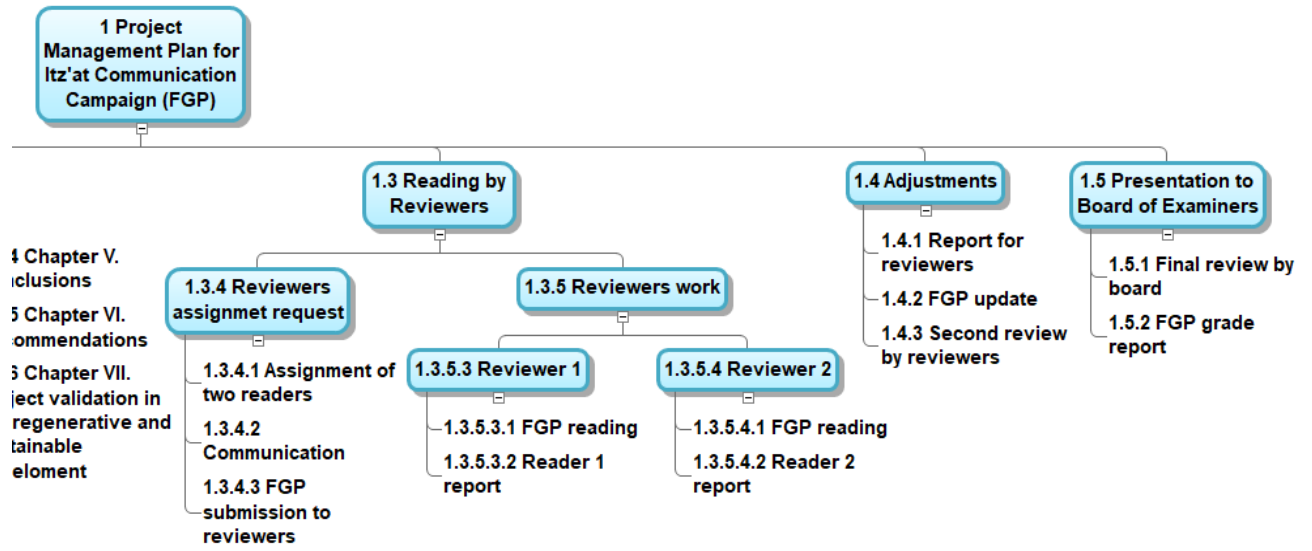 1 Project
Management Plan for
Itz'at Communication
Campaign (FGP)
1.3 Reading by
Reviewers
1.4 Adjustments
1.5 Presentation to
Board of Examiners
4 Chapter V.
5 Chapter VI.
6 Chapter VII.
validation in
regenerative and
1.3.4 Reviewers
assignmet request
1.3.4.1 Assignment of
two readers
1.3.4.2
Communication
1.3.4.3 FGP
submission to
reviewers
1.3.5 Reviewers work
1.3.5.3 Reviewer 1
1.3.5.3.1 FGP reading
1.3.5.3.2 Reader 1
report
1.3.5.4 Reviewer 2
1.3.5.4.1 FGP reading
1.3.5.4.2 Reader 2
report
1.4.1 Report for
reviewers
1.4.2 FGP update
1.4.3 Second review
by reviewers
1.5.1 Final review by
board
1.5.2 FGP grade
report